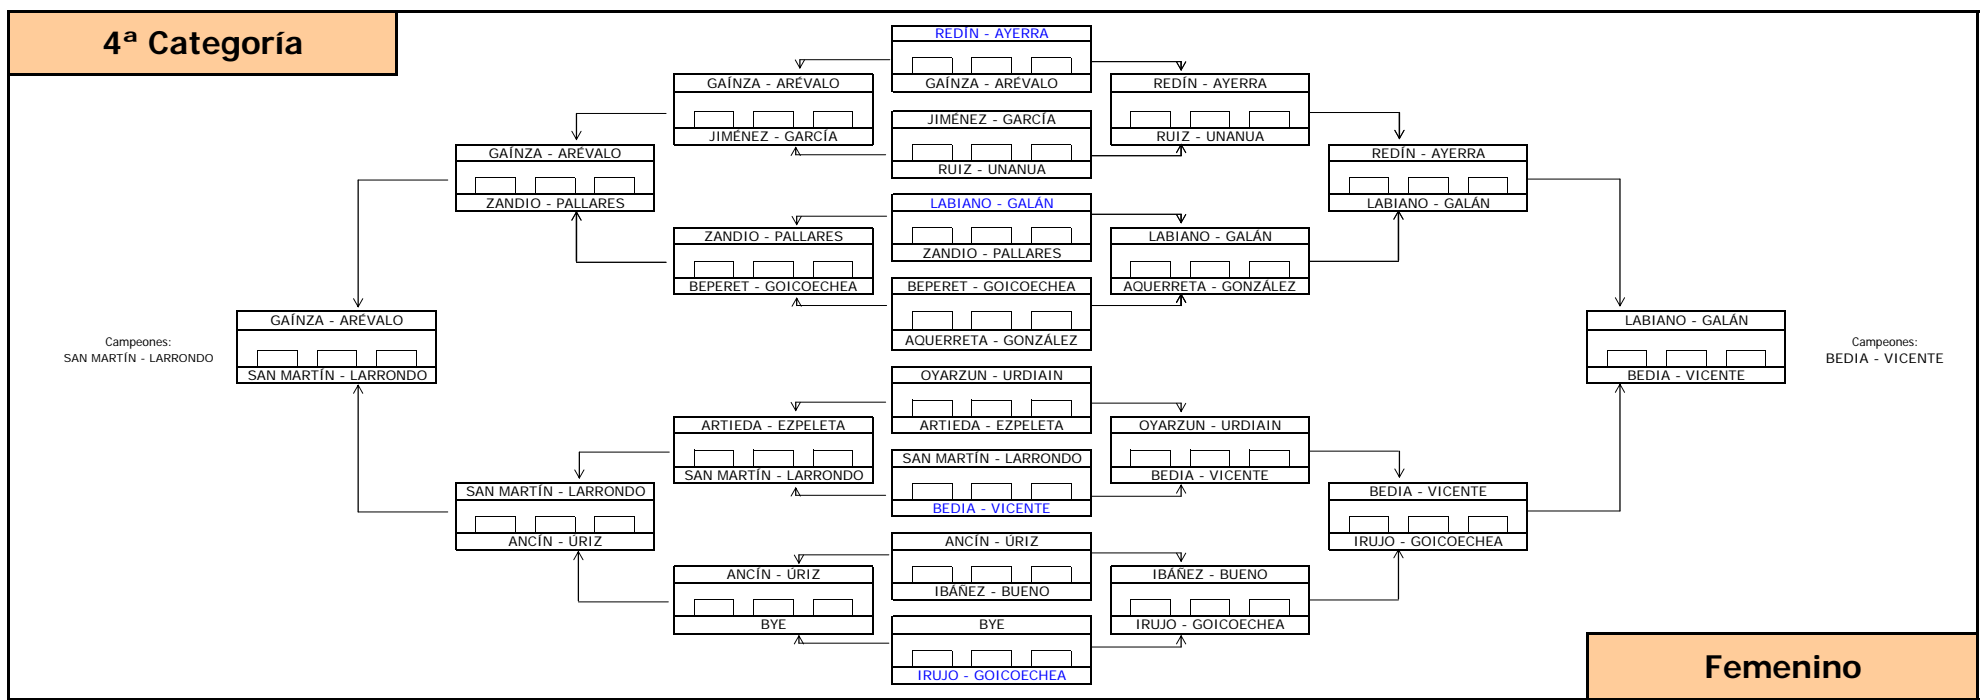 4ª Categoría
REDÍN - AYERRA
GAÍNZA - ARÉVALO
GAÍNZA - ARÉVALO
REDÍN - AYERRA
JIMÉNEZ - GARCÍA
JIMÉNEZ - GARCÍA
RUIZ - UNANUA
GAÍNZA - ARÉVALO
REDÍN - AYERRA
RUIZ - UNANUA
ZANDIO - PALLARES
LABIANO - GALÁN
LABIANO - GALÁN
ZANDIO - PALLARES
LABIANO - GALÁN
ZANDIO - PALLARES
BEPERET - GOICOECHEA
BEPERET - GOICOECHEA
AQUERRETA - GONZÁLEZ
GAÍNZA - ARÉVALO
LABIANO - GALÁN
AQUERRETA - GONZÁLEZ
Campeones:
SAN MARTÍN - LARRONDO
Campeones:
BEDIA - VICENTE
SAN MARTÍN - LARRONDO
OYARZUN - URDIAIN
BEDIA - VICENTE
ARTIEDA - EZPELETA
ARTIEDA - EZPELETA
OYARZUN - URDIAIN
SAN MARTÍN - LARRONDO
SAN MARTÍN - LARRONDO
BEDIA - VICENTE
SAN MARTÍN - LARRONDO
BEDIA - VICENTE
BEDIA - VICENTE
ANCÍN - ÚRIZ
ANCÍN - ÚRIZ
IRUJO - GOICOECHEA
ANCÍN - ÚRIZ
IBÁÑEZ - BUENO
IBÁÑEZ - BUENO
BYE
BYE
IRUJO - GOICOECHEA
IRUJO - GOICOECHEA
Femenino